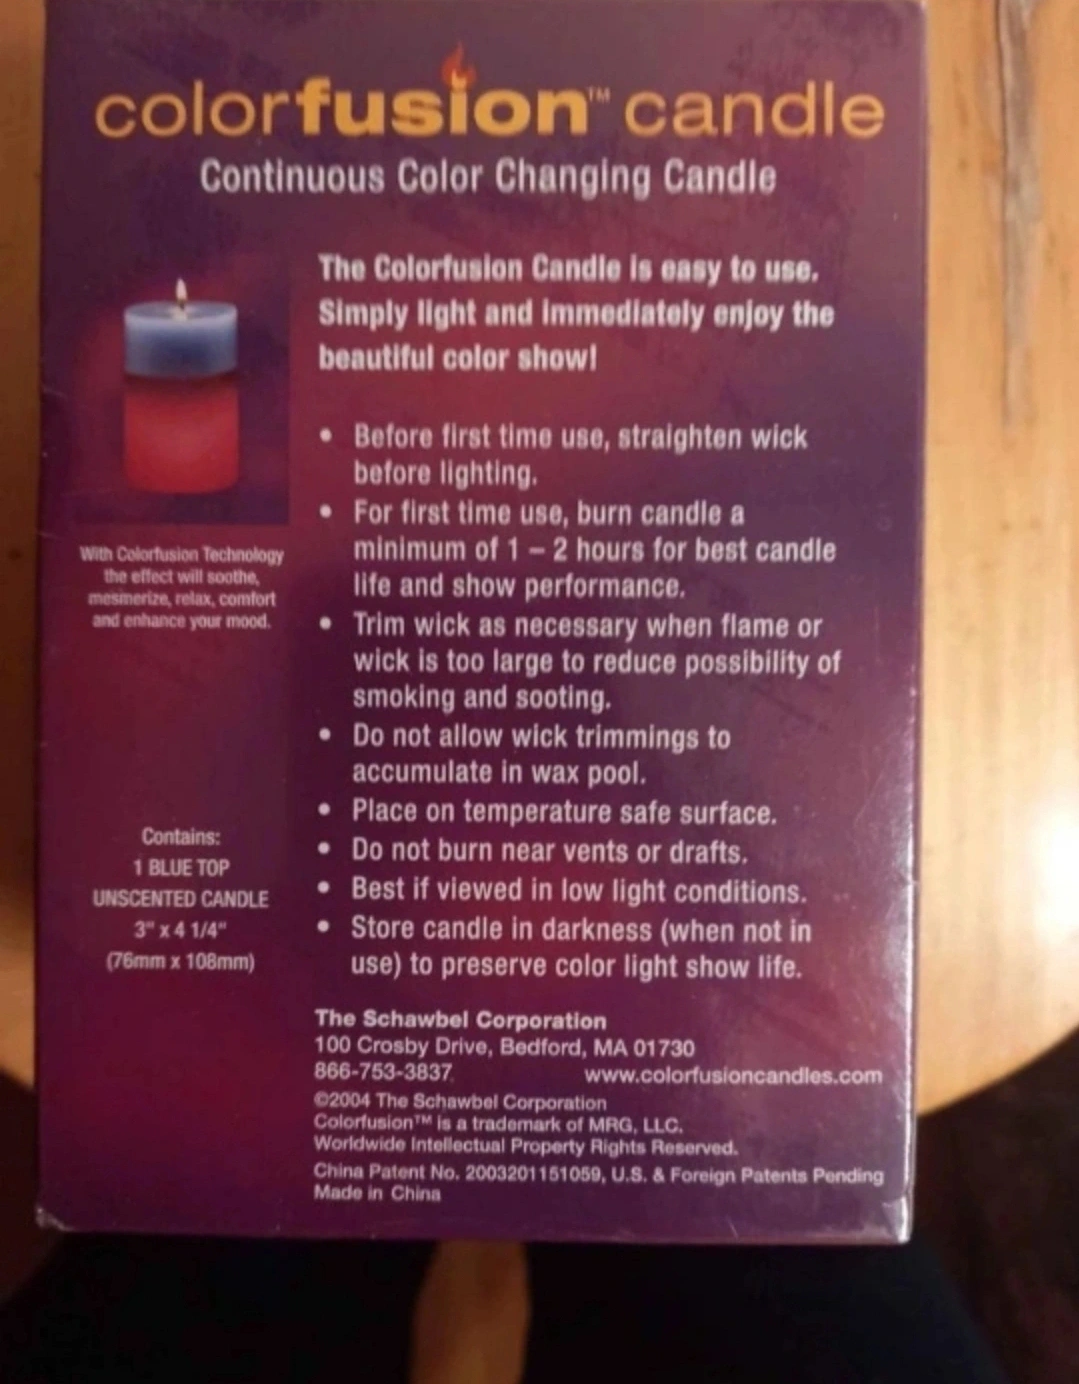 colorfusion™ candle
Continuous Color Changing Candle
The Colorfusion Candle is easy to use.
Simply light and immediately enjoy the
beautiful color show!
• Before first time use, straighten wick
before lighting.
• For first time use, burn candle a
minimum of 1 – 2 hours for best candle
life and show performance.
• Trim wick as necessary when flame or
wick is too large to reduce possibility of
smoking and sooting.
• Do not allow wick trimmings to
accumulate in wax pool.
• Place on temperature safe surface.
• Do not burn near vents or drafts.
• Best if viewed in low light conditions.
• Store candle in darkness (when not in
use) to preserve color light show life.
With Colorfusion Technology
the effect will soothe,
mesmerize, relax, comfort
and enhance your mood.
Contains:
1 BLUE TOP
UNSCENTED CANDLE
3" x 4 1/4"
(76mm x 108mm)
The Schawbel Corporation
100 Crosby Drive, Bedford, MA 01730
866-753-3837 www.colorfusioncandles.com
©2004 The Schawbel Corporation
Colorfusion™ is a trademark of MRG, LLC.
Worldwide Intellectual Property Rights Reserved.
China Patent No. 2003201151059, U.S. & Foreign Patents Pending
Made in China